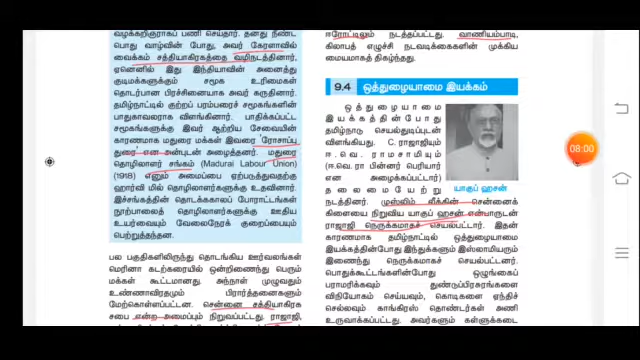 வழக்கறிஞராகப் பணி செய்தார். தனது நீண்ட
பொது வாழ்வின் போது, அவர் கேரளாவில்
வைக்கம் சத்தியாகிரகத்தை வழிநடத்தினார்,
ஏனெனில் இது இந்தியாவின் அனைத்து
குடிமக்களுக்கும் சமூக உரிமைகள்
தொடர்பான பிரச்சினையாக அவர் கருதினார்.
தமிழ்நாட்டில் குற்றப் பரம்பரைச் சமூகங்களின்
பாதுகாவலராக விளங்கினார். பாதிக்கப்பட்ட
சமூகங்களுக்கு இவர் ஆற்றிய சேவையின்
காரணமாக மதுரை மக்கள் இவரை 'ரோசாப்பூ
துரை' என அன்புடன் அழைத்தனர். மதுரை
தொழிலாளர் சங்கம் (Madurai Labour Union)
(1918) எனும் அமைப்பை ஏற்படுத்துவதற்கு
ஹார்வி மில் தொழிலாளர்களுக்கு உதவினார்.
இச்சங்கத்தின் தொடக்ககாலப் போராட்டங்கள்
நூற்பாலைத் தொழிலாளர்களுக்கு ஊதிய
உயர்வையும் வேலைநேரக் குறைப்பையும்
பெற்றுத்தந்தன.
பல பகுதிகளிலிருந்து தொடங்கிய ஊர்வலங்கள்
மெரினா கடற்கரையில் ஒன்றிணைந்து பெரும்
மக்கள் கூட்டமானது. அந்நாள் முழுவதும்
உண்ணாவிரதமும் பிரார்த்தனைகளும்
மேற்கொள்ளப்பட்டன. சென்னை சத்தியாகிரக
சபை என்ற அமைப்பும் நிறுவப்பட்டது. ராஜாஜி,
ஈரோட்டிலும் நடத்தப்பட்டது. வாணியம்பாடி,
கிலாபத் எழுச்சி நடவடிக்கைகளின் முக்கிய
மையமாகத் திகழ்ந்தது.
9.4 ஒத்துழையாமை இயக்கம்
ஒத்துழையாமை
இயக்கத்தின் போது
தமிழ்நாடு செயல்துடிப்புடன்
விளங்கியது. C. ராஜாஜியும்
ஈ . வெ . ராமசாமியும்
(ஈ.வெ. ரா பின்னர் பெரியார்
என அழைக்கப்பட்டார்)
தலைமையேற்று
நடத்தினர். முஸ்லிம் லீக்கின் சென்னைக்
கிளையை நிறுவிய யாகுப் ஹசன் என்பாருடன்
ராஜாஜி நெருக்கமாகச் செயல்பட்டார். இதன்
காரணமாக தமிழ்நாட்டில் ஒத்துழையாமை
இயக்கத்தின்போது இந்துக்களும் இஸ்லாமியரும்
இணைந்து நெருக்கமாகச் செயல்பட்டனர்.
பொதுக்கூட்டங்களின்போது ஒழுங்கைப்
பராமரிக்கவும் துண்டுப்பிரசுரங்களை
விநியோகம் செய்யவும், கொடிகளை ஏந்திச்
செல்லவும் காங்கிரஸ் தொண்டர்கள் அணி
உருவாக்கப்பட்டது. அவர்களும் கள்ளுக்கடை
யாகுப் ஹசன்
08:00